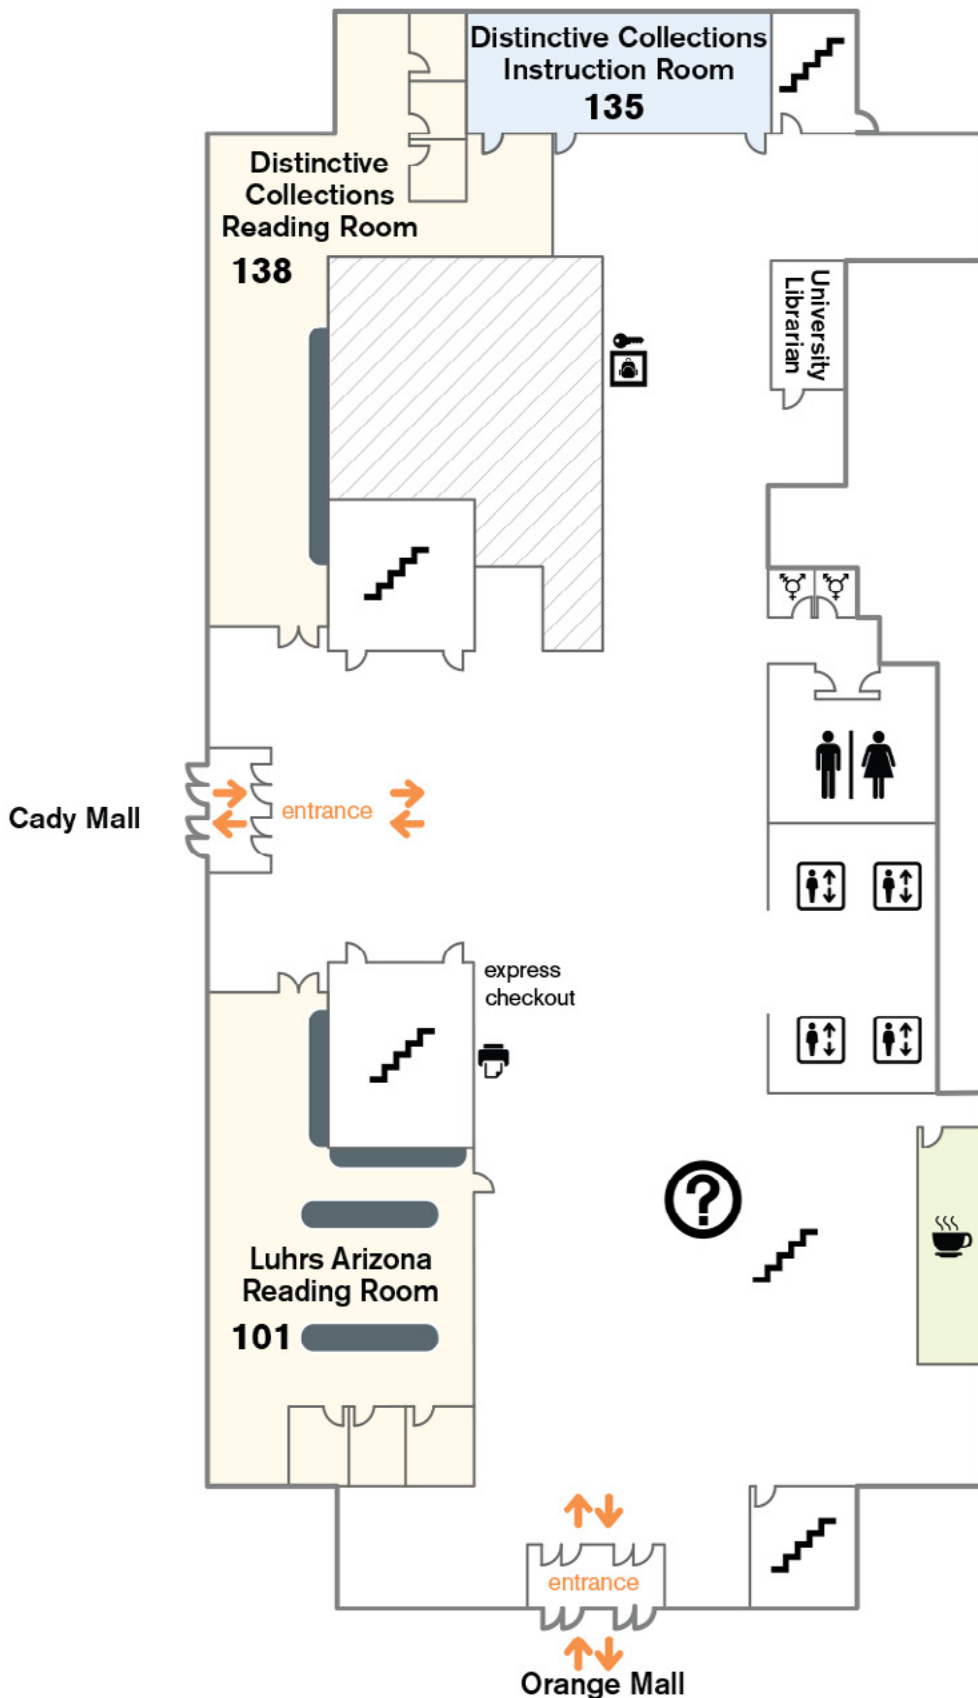 Distinctive Collections
Instruction Room
135
Distinctive
Collections
Reading Room
138
University
Librarian
Cady Mall
entrance
express
checkout
?
Luhrs Arizona
Reading Room
101
entrance
Orange Mall